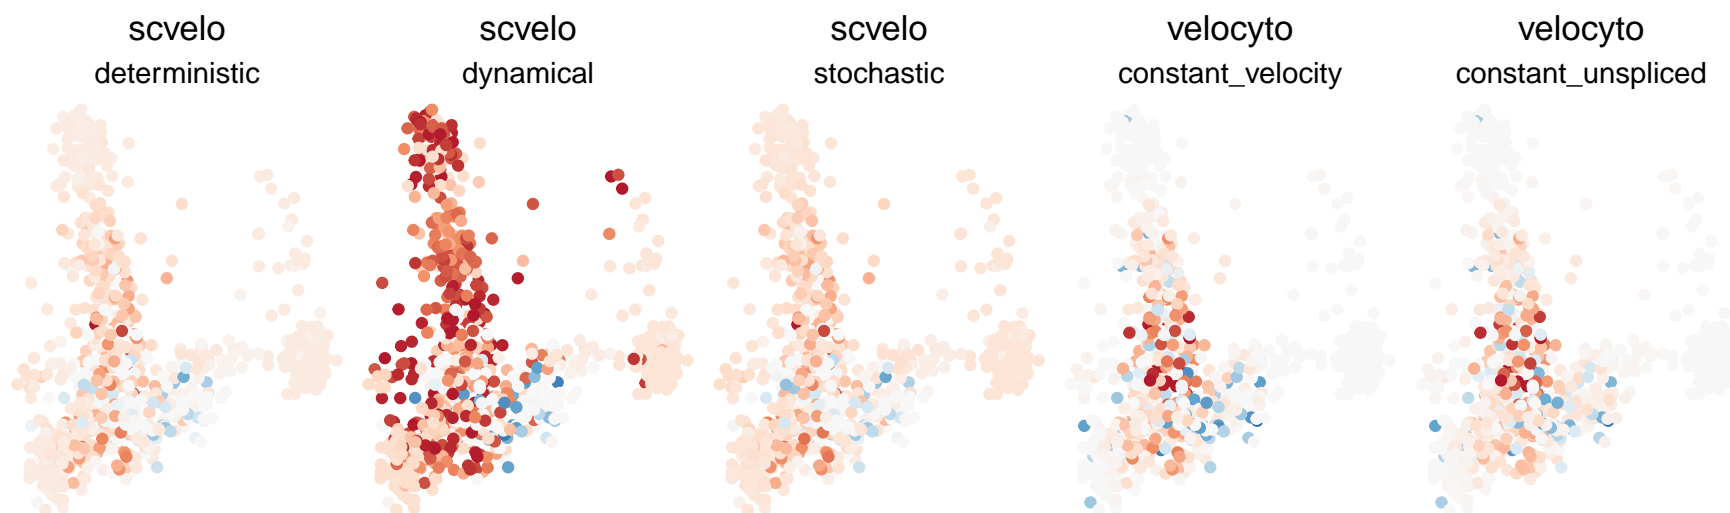 scvelo
deterministic
scvelo
dynamical
scvelo
stochastic
velocyto
constant_velocity
velocyto
constant_unspliced